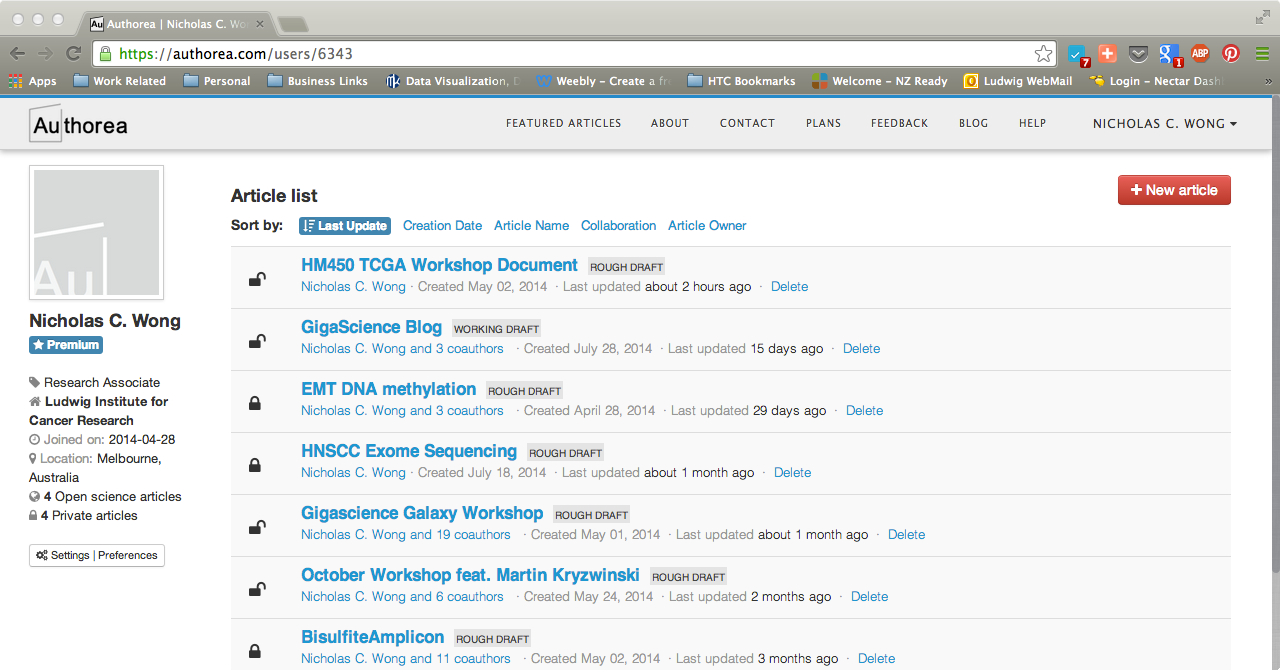 Authorea | Nicholas C. Wo
https://authorea.com/users/6343
7
1
ABP
Apps Work Related Personal Business Links Data Visualization, D Weebly - Create a fre HTC Bookmarks Welcome - NZ Ready Ludwig WebMail Login - Nectar Dash »
Authorea
FEATURED ARTICLES ABOUT CONTACT PLANS FEEDBACK BLOG HELP NICHOLAS C. WONG
Au
Nicholas C. Wong
Premium
Research Associate
Ludwig Institute for
Cancer Research
Joined on: 2014-04-28
Location: Melbourne,
Australia
4 Open science articles
4 Private articles
Settings | Preferences
Article list
+ New article
Sort by: Last Update Creation Date Article Name Collaboration Article Owner
HM450 TCGA Workshop Document ROUGH DRAFT
Nicholas C. Wong · Created May 02, 2014 · Last updated about 2 hours ago · Delete
GigaScience Blog WORKING DRAFT
Nicholas C. Wong and 3 coauthors · Created July 28, 2014 · Last updated 15 days ago · Delete
EMT DNA methylation ROUGH DRAFT
Nicholas C. Wong and 3 coauthors · Created April 28, 2014 · Last updated 29 days ago · Delete
HNSCC Exome Sequencing ROUGH DRAFT
Nicholas C. Wong · Created July 18, 2014 · Last updated about 1 month ago · Delete
Gigascience Galaxy Workshop ROUGH DRAFT
Nicholas C. Wong and 19 coauthors · Created May 01, 2014 · Last updated about 1 month ago · Delete
October Workshop feat. Martin Kryzwinski ROUGH DRAFT
Nicholas C. Wong and 6 coauthors · Created May 24, 2014 · Last updated 2 months ago · Delete
BisulfiteAmplicon ROUGH DRAFT
Nicholas C. Wong and 11 coauthors · Created May 02, 2014 · Last updated 3 months ago · Delete